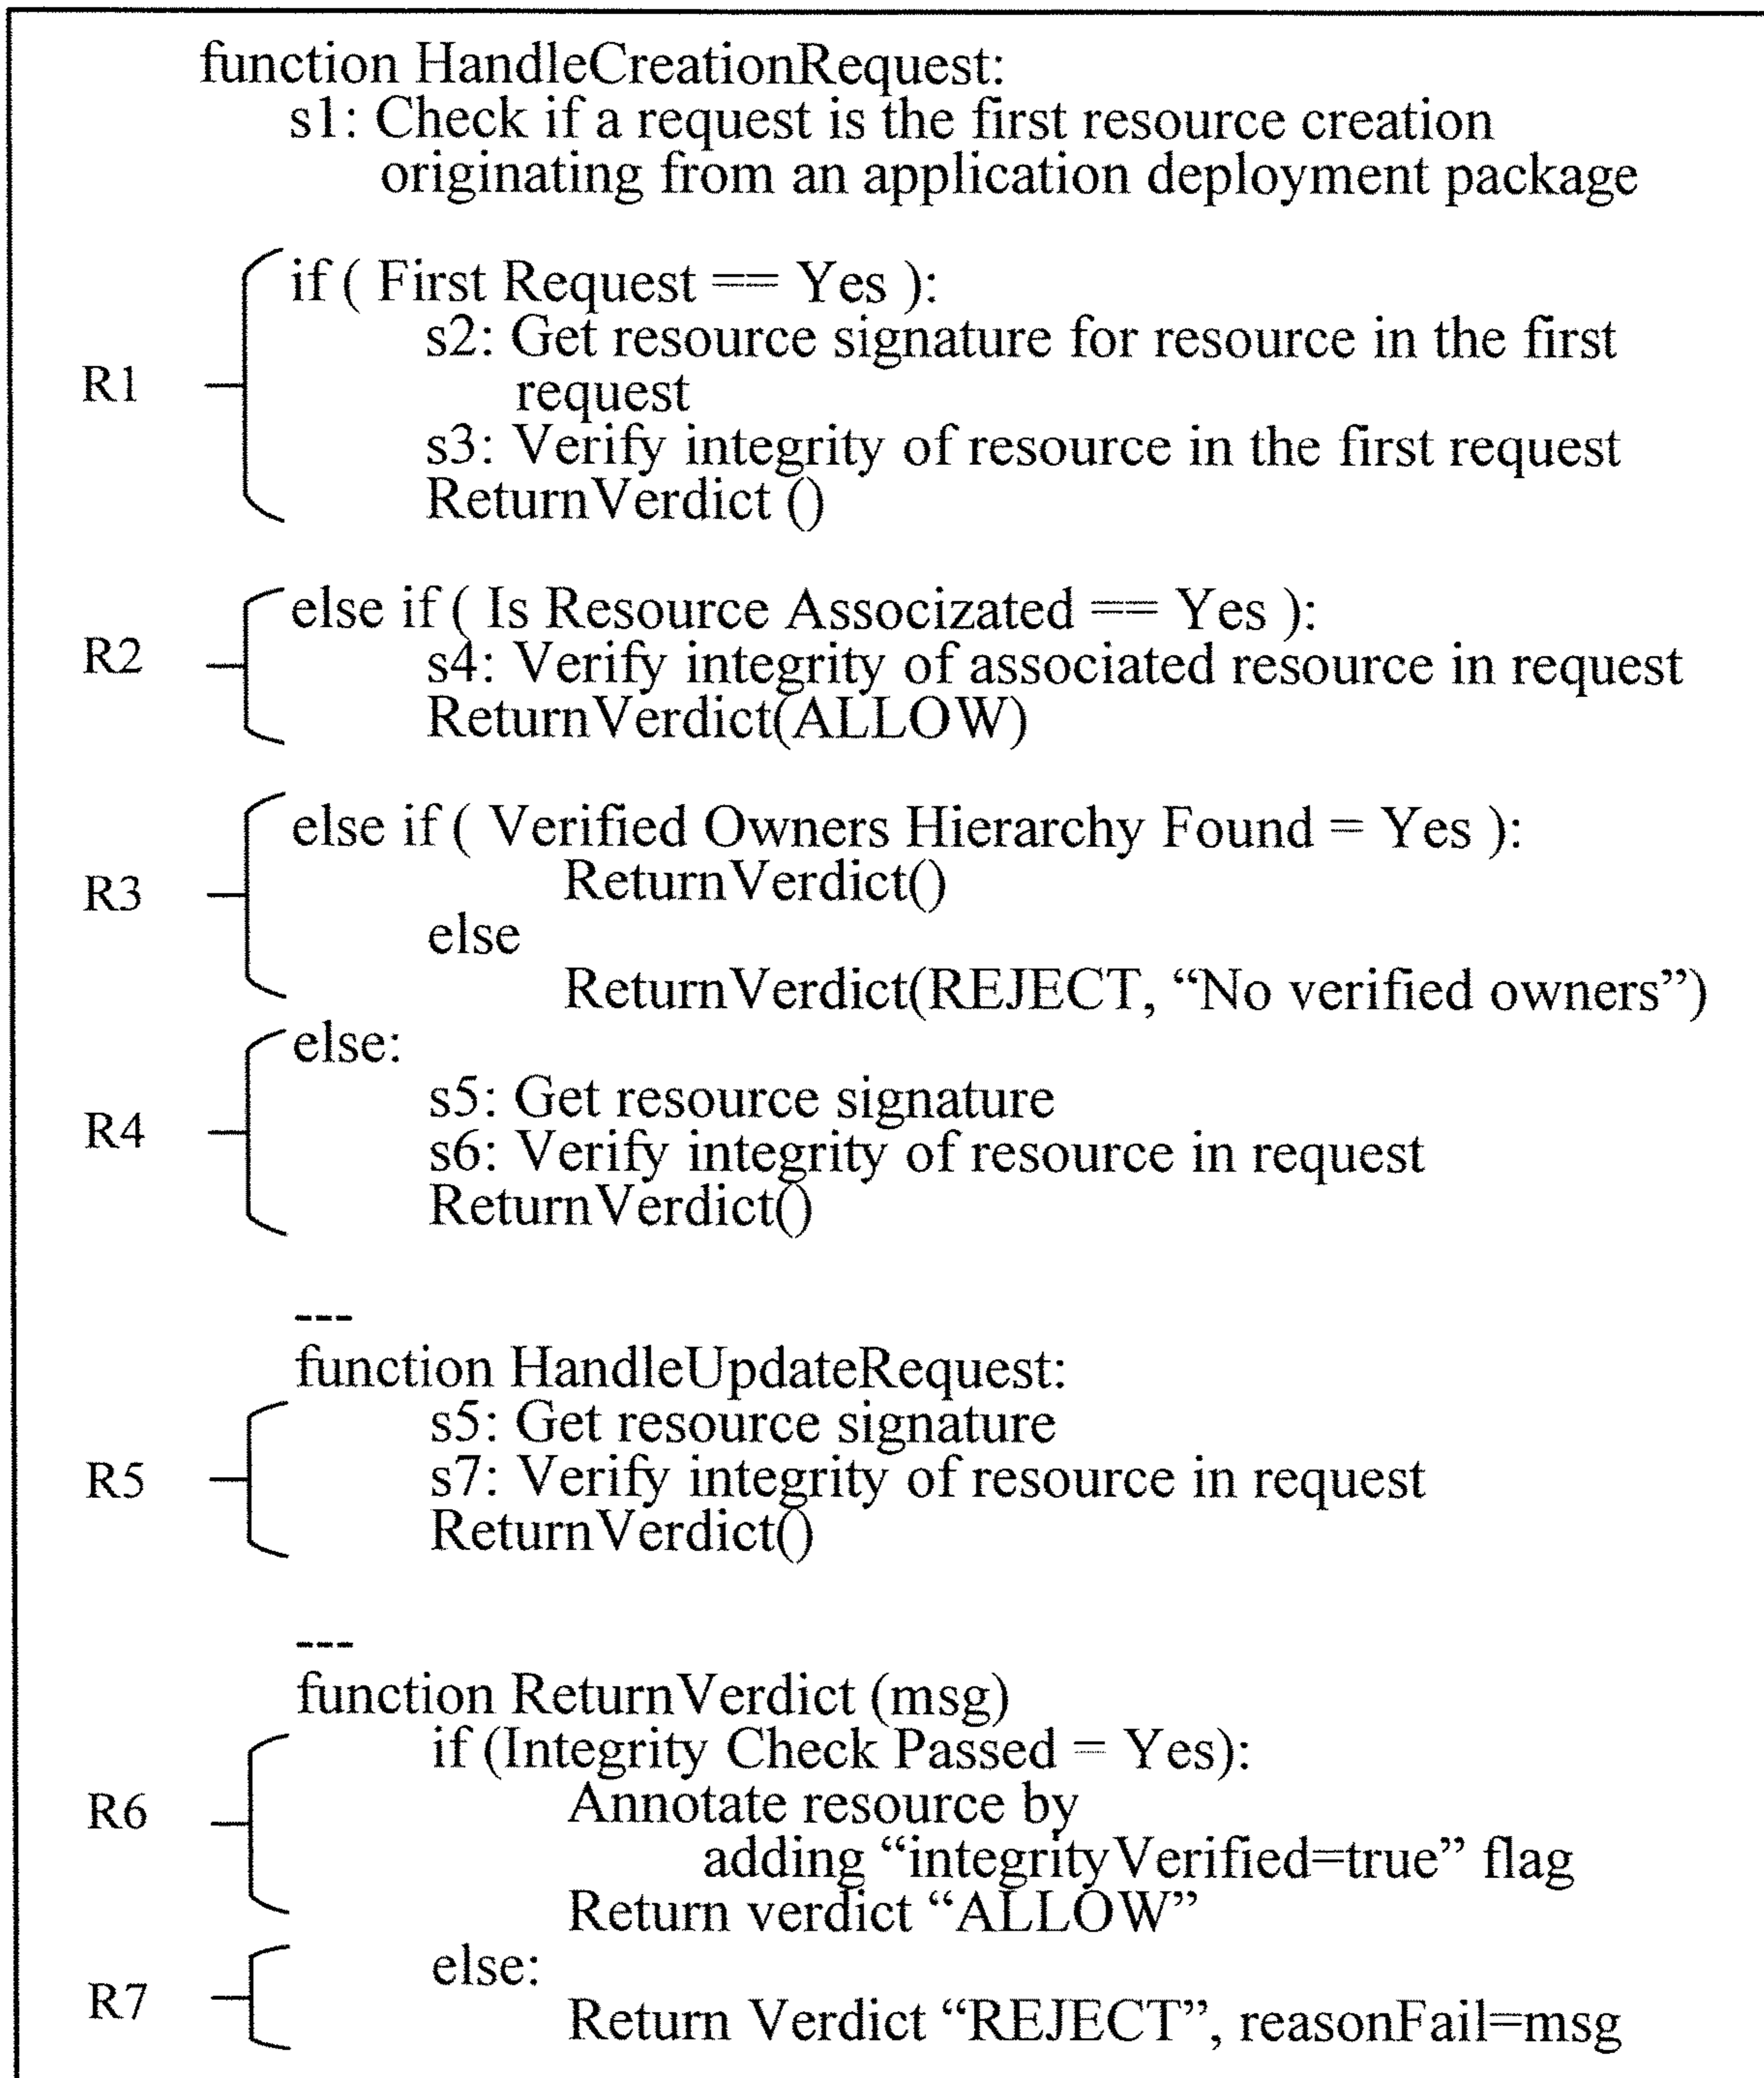 function HandleCreationRequest:
s1: Check if a request is the first resource creation
originating from an application deployment package
if ( First Request == Yes ):
s2: Get resource signature for resource in the first
R1
request
s3: Verify integrity of resource in the first request
ReturnVerdict ()
else if ( Is Resource Associzated == Yes ):
R2
s4: Verify integrity of associated resource in request
ReturnVerdict(ALLOW)
else if ( Verified Owners Hierarchy Found = Yes ):
R3
ReturnVerdict()
else
ReturnVerdict(REJECT, “No verified owners”)
else:
s5: Get resource signature
R4
s6: Verify integrity of resource in request
ReturnVerdict()
---
function HandleUpdateRequest:
s5: Get resource signature
R5
s7: Verify integrity of resource in request
ReturnVerdict()
---
function ReturnVerdict (msg)
if (Integrity Check Passed = Yes):
R6
Annotate resource by
adding “integrityVerified=true” flag
Return verdict “ALLOW”
else:
R7
Return Verdict “REJECT”, reasonFail=msg